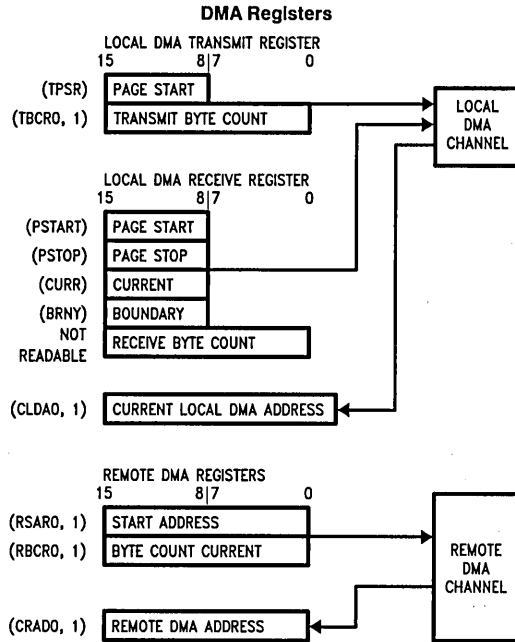 DMA Registers
LOCAL DMA TRANSMIT REGISTER
15 8|7 0
(TPSR) PAGE START
(TBCR0, 1) TRANSMIT BYTE COUNT
LOCAL DMA CHANNEL
LOCAL DMA RECEIVE REGISTER
15 8|7 0
(PSTART) PAGE START
(PSTOP) PAGE STOP
(CURR) CURRENT
(BRNY) BOUNDARY
NOT READABLE RECEIVE BYTE COUNT
(CLDA0, 1) CURRENT LOCAL DMA ADDRESS
REMOTE DMA REGISTERS
15 8|7 0
(RSAR0, 1) START ADDRESS
(RBCR0, 1) BYTE COUNT CURRENT
REMOTE DMA CHANNEL
(CRAD0, 1) REMOTE DMA ADDRESS